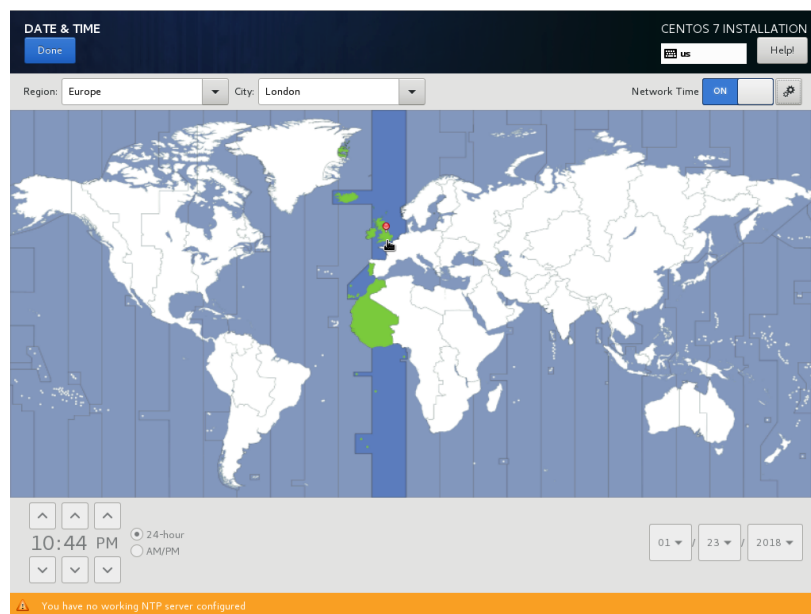 DATE & TIME
CENTOS 7 INSTALLATION
Done
us
Help!
Region: Europe City: London Network Time ON
10:44 PM
24-hour
AM/PM
01 / 23 / 2018
You have no working NTP server configured